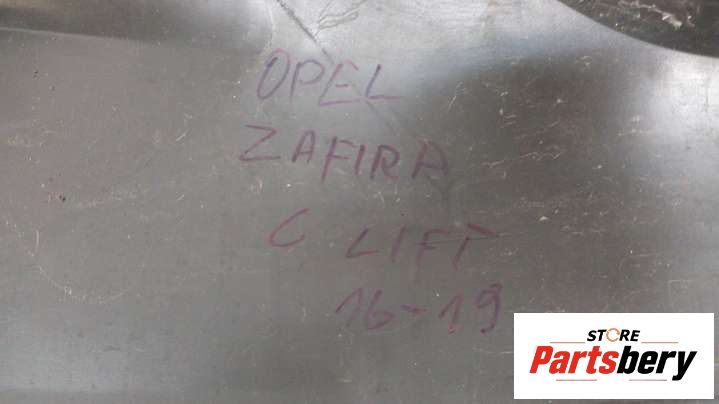 OPEL
ZAFIRA
C LIFT
16-19
STORE
Partsbery